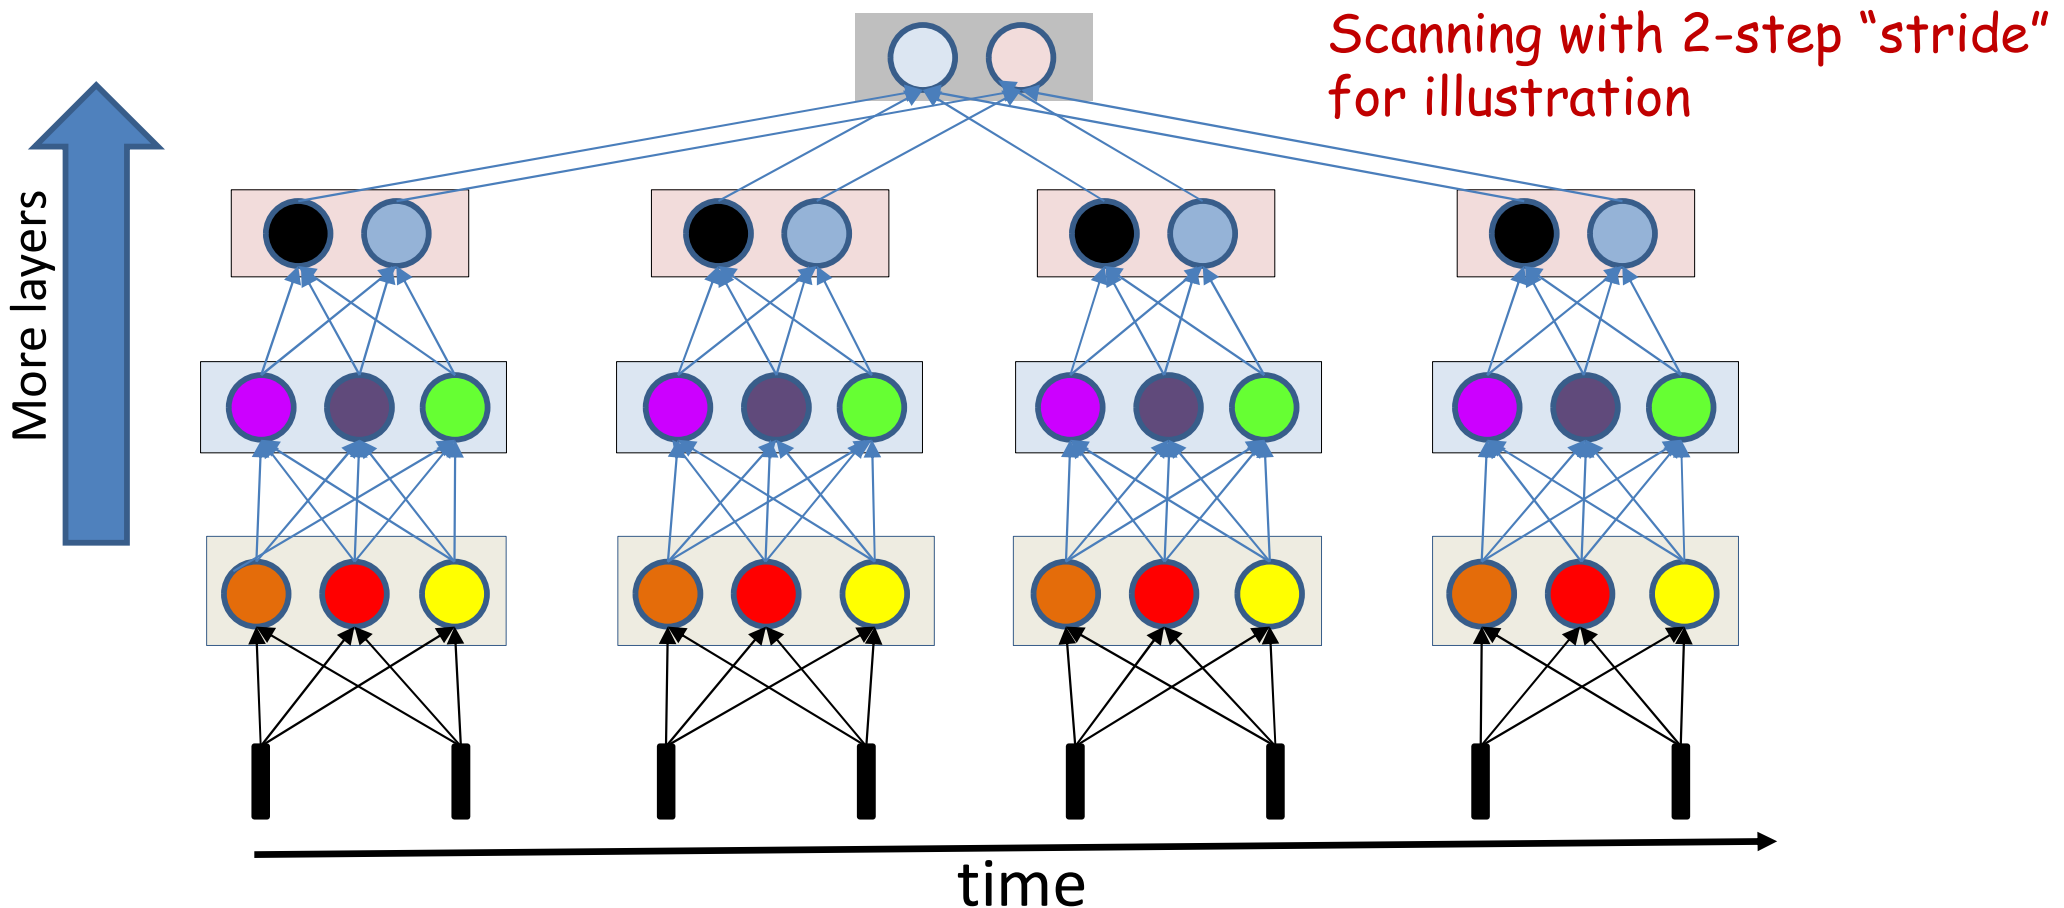 Scanning with 2-step “stride”
for illustration
More layers
time